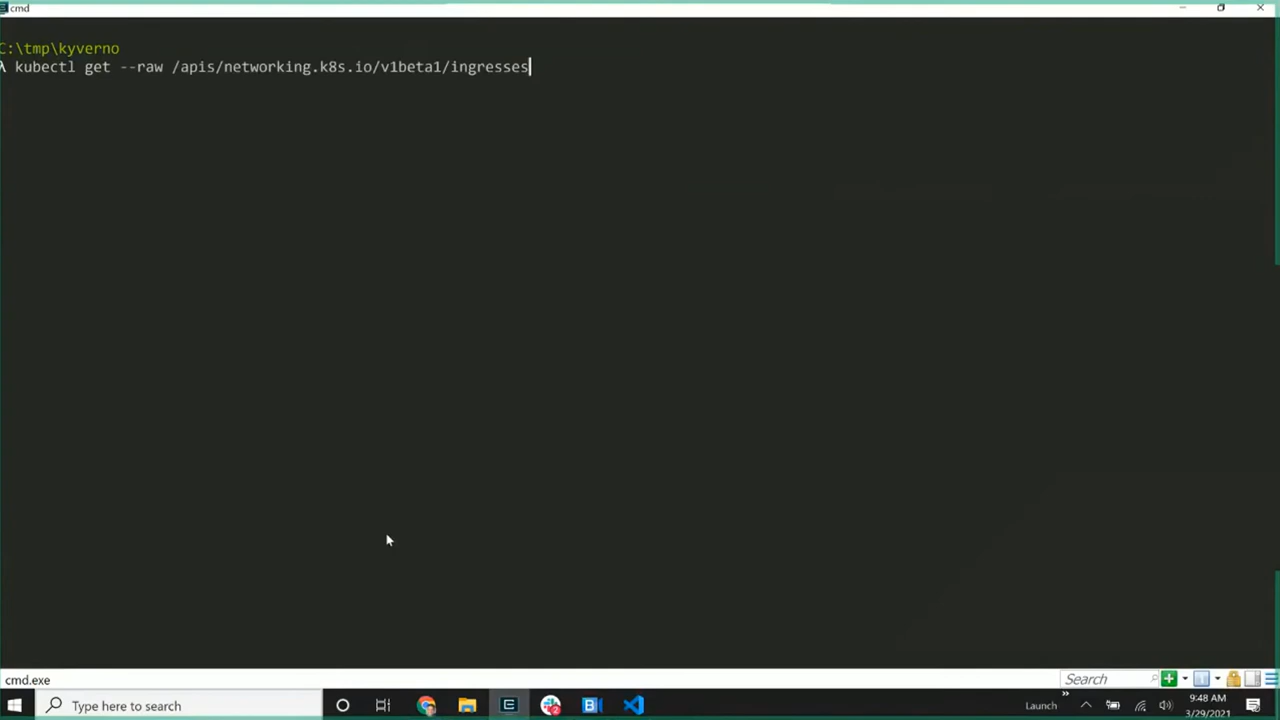 cmd
C:\tmp\kyverno
λ kubectl get --raw /apis/networking.k8s.io/v1beta1/ingresses
cmd.exe
Search
Type here to search
Launch
9:48 AM
3/29/2021